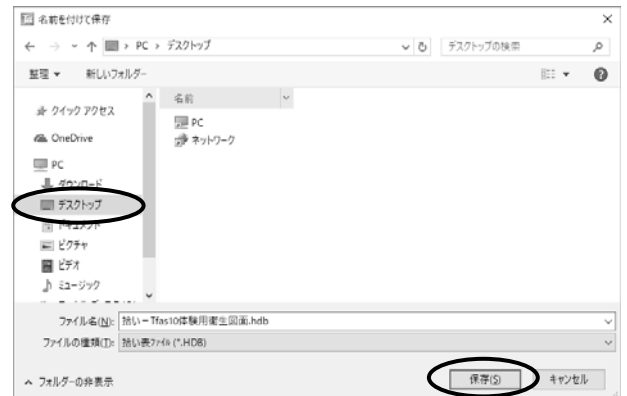 名前を付けて保存
PC > デスクトップ
デスクトップの検索
整理 ▼ 新しいフォルダー
クイック アクセス
OneDrive
PC
ダウンロード
デスクトップ
ドキュメント
ピクチャ
ビデオ
ミュージック
名前
PC
ネットワーク
ファイル名(N): 拾い－Tfas10体験用衛生図面.hdb
ファイルの種類(T): 拾い表ファイル (*.HDB)
フォルダーの非表示
保存(S) キャンセル